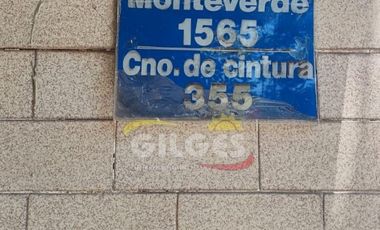 Monteverde
1565
Cno. de cintura
355
GILGES